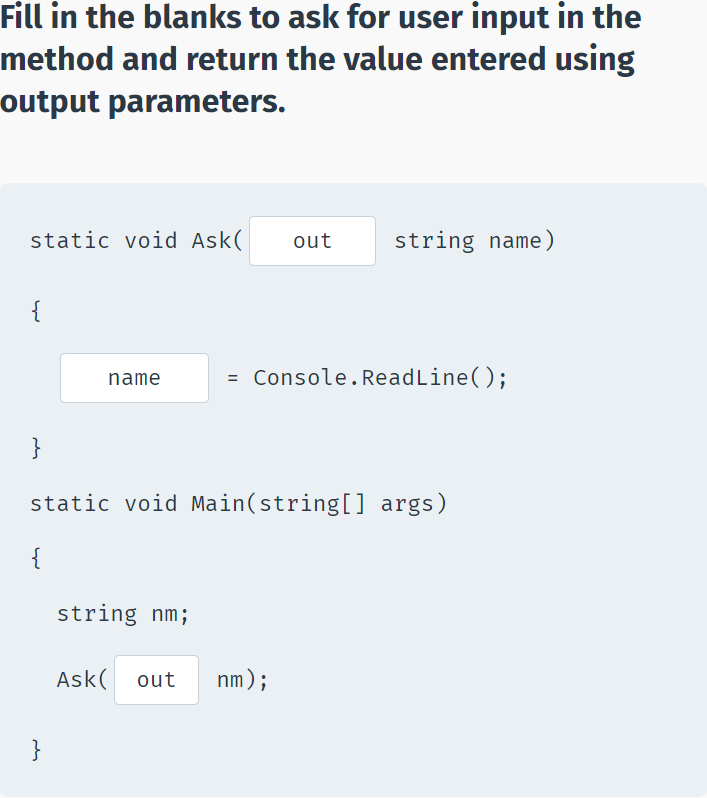 Fill in the blanks to ask for user input in the
method and return the value entered using
output parameters.
static void Ask( out string name)
{
name = Console.ReadLine();
}
static void Main(string[] args)
{
string nm;
Ask( out nm);
}